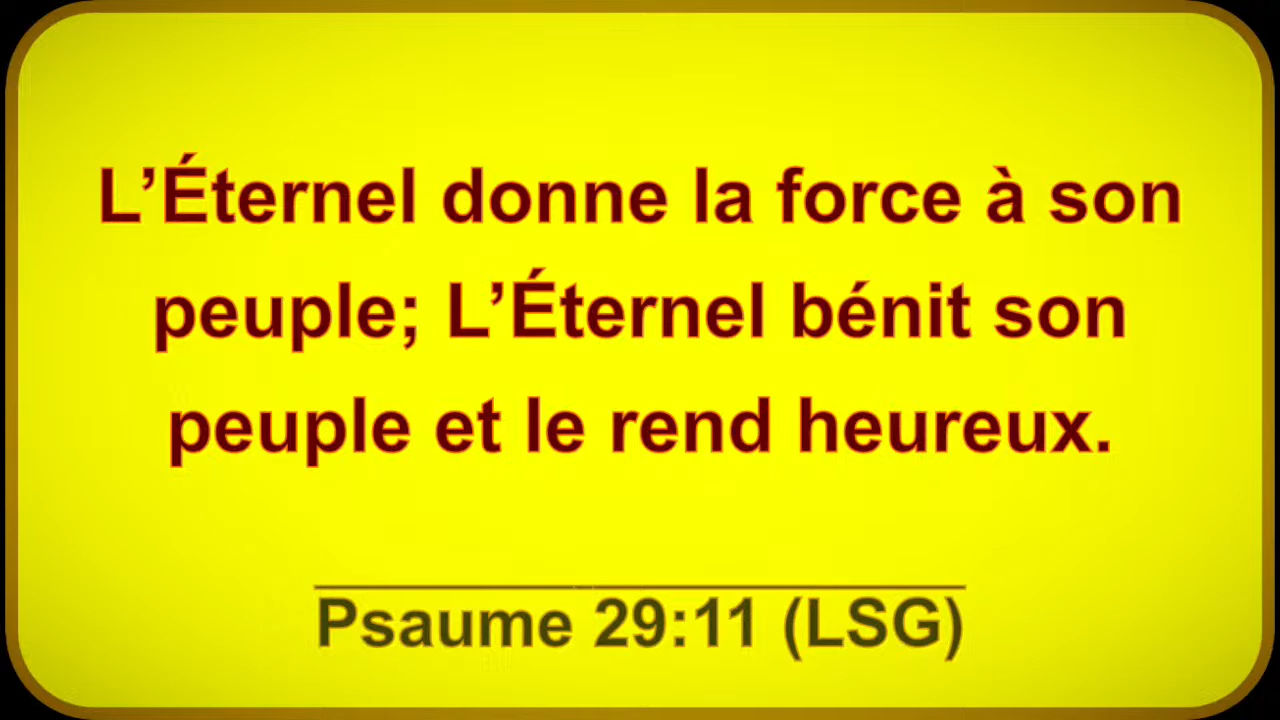 L’Éternel donne la force à son
peuple; L’Éternel bénit son
peuple et le rend heureux.
Psaume 29:11 (LSG)